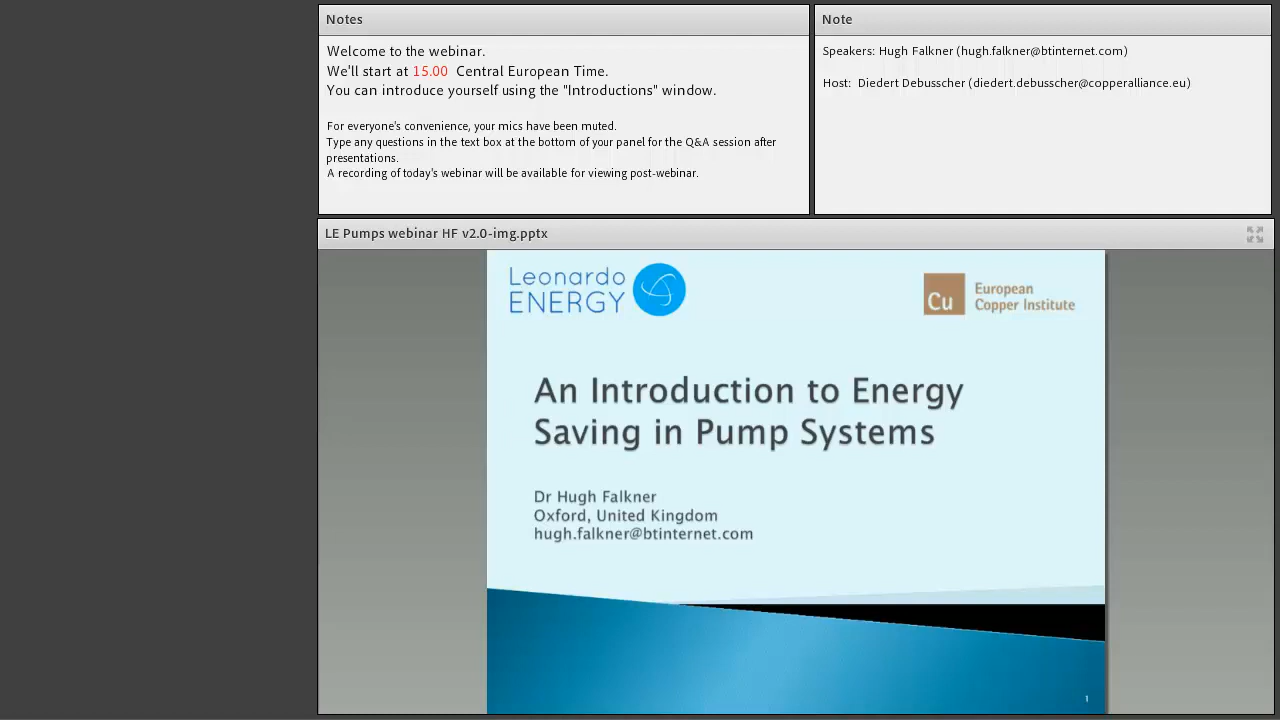 Notes
Welcome to the webinar.
We'll start at 15.00 Central European Time.
You can introduce yourself using the "Introductions" window.
For everyone's convenience, your mics have been muted.
Type any questions in the text box at the bottom of your panel for the Q&A session after
presentations.
A recording of today's webinar will be available for viewing post-webinar.
Note
Speakers: Hugh Falkner (hugh.falkner@btinternet.com)
Host: Diedert Debusscher (diedert.debusscher@copperalliance.eu)
LE Pumps webinar HF v2.0-img.pptx
Leonardo
ENERGY
Cu
European
Copper Institute
An Introduction to Energy
Saving in Pump Systems
Dr Hugh Falkner
Oxford, United Kingdom
hugh.falkner@btinternet.com
1